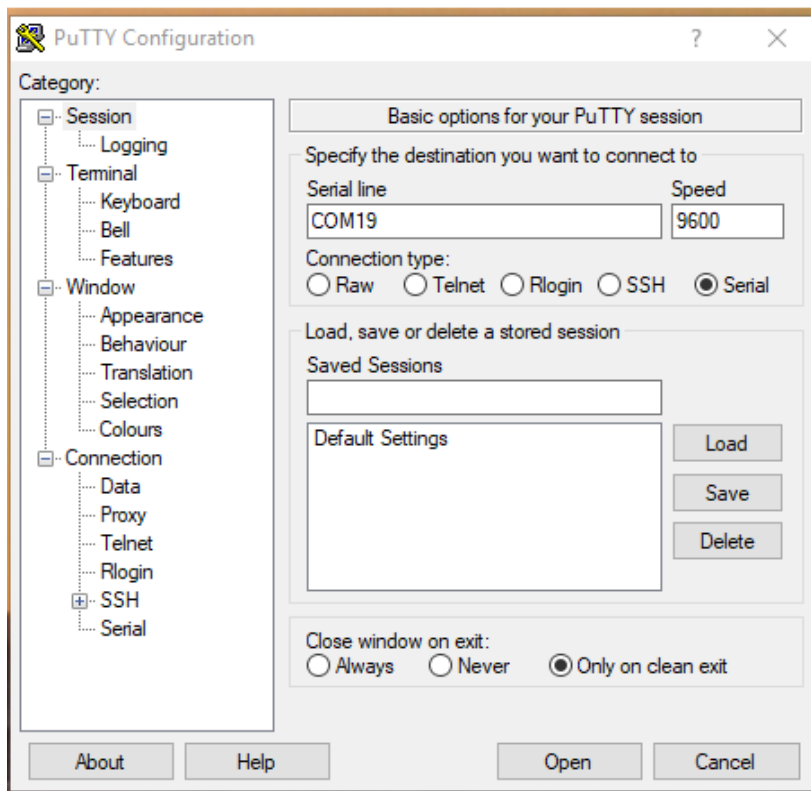 PuTTY Configuration
?
Category:
Session
Logging
Terminal
Keyboard
Bell
Features
Window
Appearance
Behaviour
Translation
Selection
Colours
Connection
Data
Proxy
Telnet
Rlogin
SSH
Serial
Basic options for your PuTTY session
Specify the destination you want to connect to
Serial line Speed
COM19 9600
Connection type:
Raw Telnet Rlogin SSH Serial
Load, save or delete a stored session
Saved Sessions
Default Settings
Load
Save
Delete
Close window on exit:
Always Never Only on clean exit
About Help Open Cancel